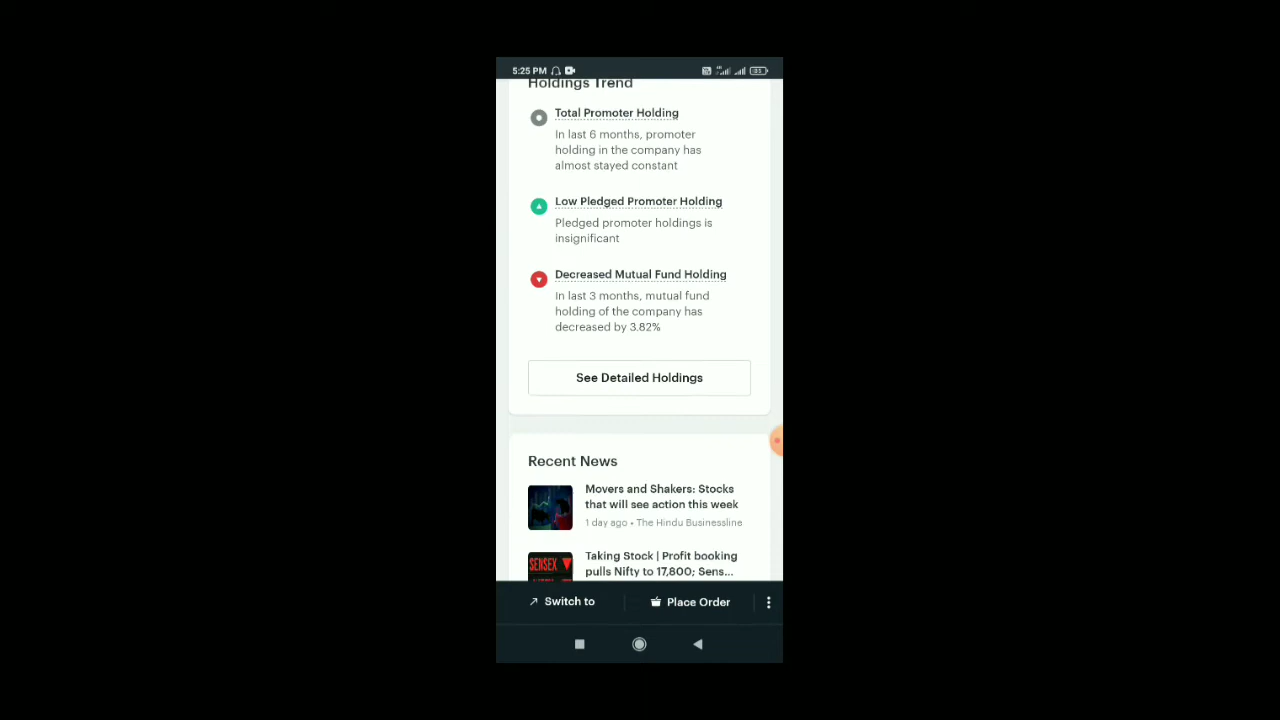 5:25 PM
Holdings Trend
Total Promoter Holding
In last 6 months, promoter
holding in the company has
almost stayed constant
Low Pledged Promoter Holding
Pledged promoter holdings is
insignificant
Decreased Mutual Fund Holding
In last 3 months, mutual fund
holding of the company has
decreased by 3.82%
See Detailed Holdings
Recent News
Movers and Shakers: Stocks
that will see action this week
1 day ago • The Hindu Businessline
SENSEX
Taking Stock | Profit booking
pulls Nifty to 17,800; Sens...
Switch to
Place Order